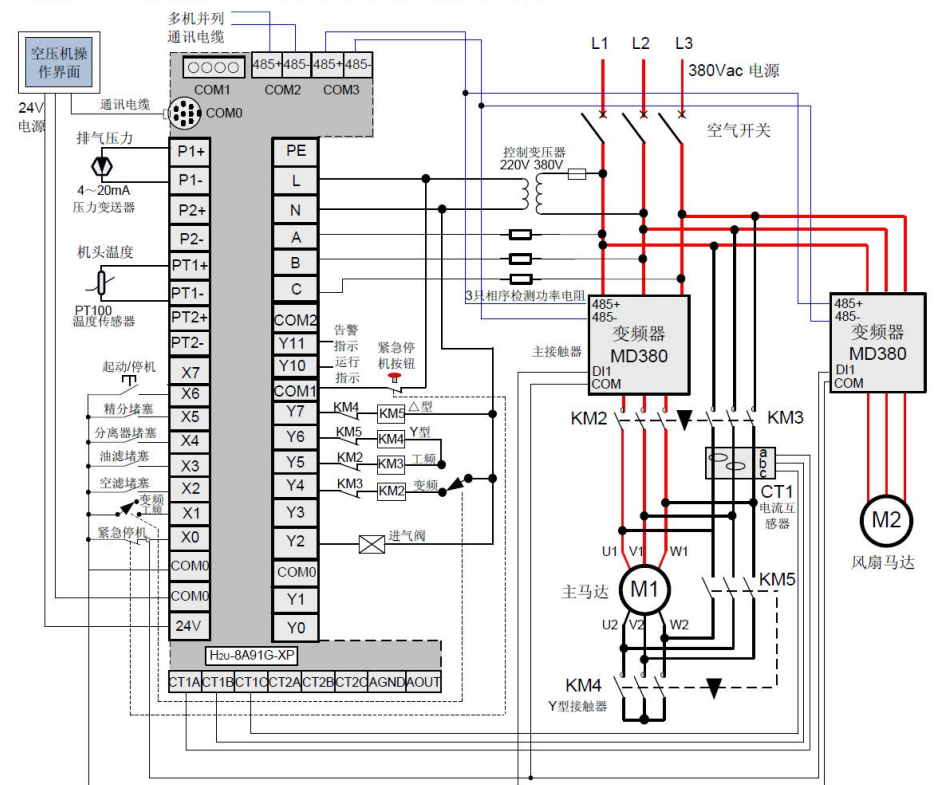 多机并列
通讯电缆
空压机操
作界面
24V
电源
通讯电缆
COM1
485+
485-
485+
485-
COM2
COM3
COM0
排气压力
4～20mA
压力变送器
机头温度
PT100
温度传感器
起动/停机
精分堵塞
分离器堵塞
油滤堵塞
空滤堵塞
变频
工频
紧急停机
P1+
P1-
P2+
P2-
PT1+
PT1-
PT2+
PT2-
X7
X6
X5
X4
X3
X2
X1
X0
COM0
COM0
24V
PE
L
N
A
B
C
COM2
Y11
Y10
COM1
Y7
Y6
Y5
Y4
Y3
Y2
COM0
Y1
Y0
H2U-8A91G-XP
CT1A
CT1B
CT1C
CT2A
CT2B
CT2C
AGND
AOUT
告警
指示
运行
指示
紧急停
机按钮
KM4
KM5
△型
KM5
KM4
Y型
KM2
KM3
工频
KM3
KM2
变频
进气阀
L1
L2
L3
380Vac 电源
空气开关
控制变压器
220V 380V
3只相序检测功率电阻
485+
485-
变频器
MD380
DI1
COM
主接触器
485+
485-
变频器
MD380
DI1
COM
KM2
KM3
a
b
c
CT1
电流互
感器
U1
V1
W1
主马达
M1
U2
V2
W2
KM5
KM4
Y型接触器
M2
风扇马达